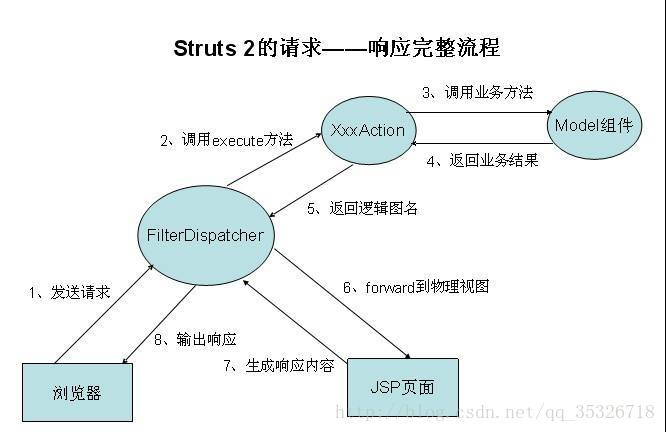 Struts 2的请求——响应完整流程
3、调用业务方法
XxxAction
Model组件
2、调用execute方法
4、返回业务结果
5、返回逻辑图名
FilterDispatcher
1、发送请求
6、forward到物理视图
8、输出响应
7、生成响应内容
浏览器
JSP页面
http://blog.csdn.net/qq_35326718